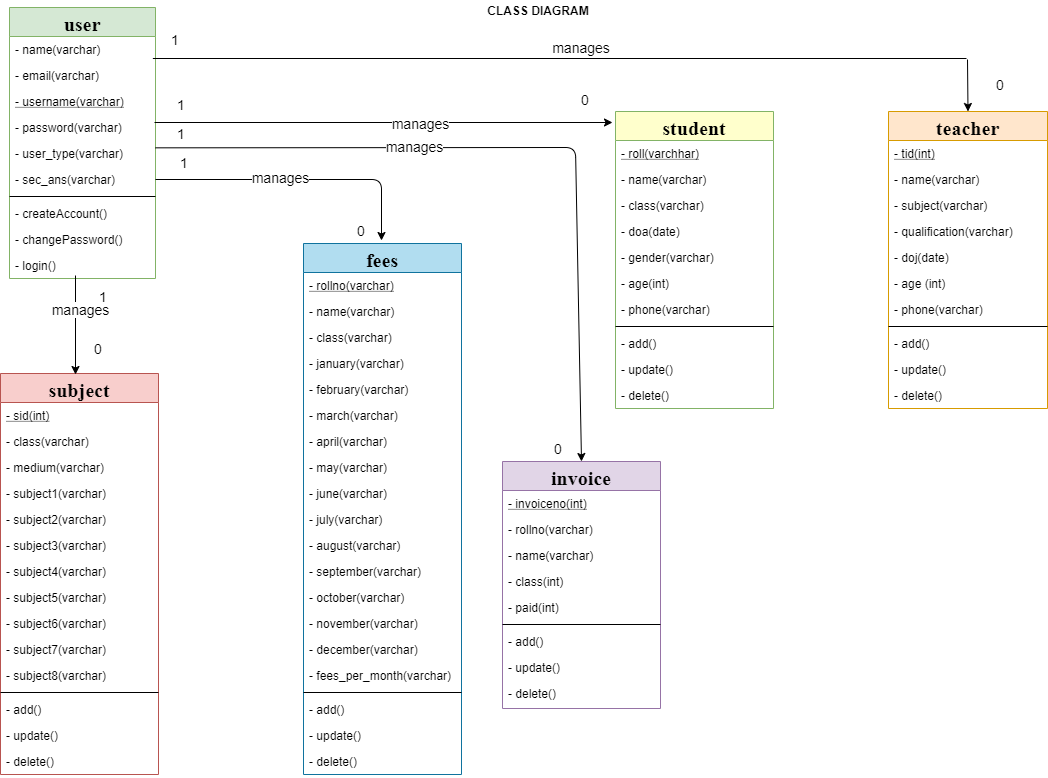 CLASS DIAGRAM
user
- name(varchar)
- email(varchar)
- username(varchar)
- password(varchar)
- user_type(varchar)
- sec_ans(varchar)
- createAccount()
- changePassword()
- login()
1
manages
0
1
manages
0
1
manages
0
1
manages
0
1
manages
0
student
- roll(varchhar)
- name(varchar)
- class(varchar)
- doa(date)
- gender(varchar)
- age(int)
- phone(varchar)
- add()
- update()
- delete()
teacher
- tid(int)
- name(varchar)
- subject(varchar)
- qualification(varchar)
- doj(date)
- age (int)
- phone(varchar)
- add()
- update()
- delete()
fees
- rollno(varchar)
- name(varchar)
- class(varchar)
- january(varchar)
- february(varchar)
- march(varchar)
- april(varchar)
- may(varchar)
- june(varchar)
- july(varchar)
- august(varchar)
- september(varchar)
- october(varchar)
- november(varchar)
- december(varchar)
- fees_per_month(varchar)
- add()
- update()
- delete()
subject
- sid(int)
- class(varchar)
- medium(varchar)
- subject1(varchar)
- subject2(varchar)
- subject3(varchar)
- subject4(varchar)
- subject5(varchar)
- subject6(varchar)
- subject7(varchar)
- subject8(varchar)
- add()
- update()
- delete()
invoice
- invoiceno(int)
- rollno(varchar)
- name(varchar)
- class(int)
- paid(int)
- add()
- update()
- delete()